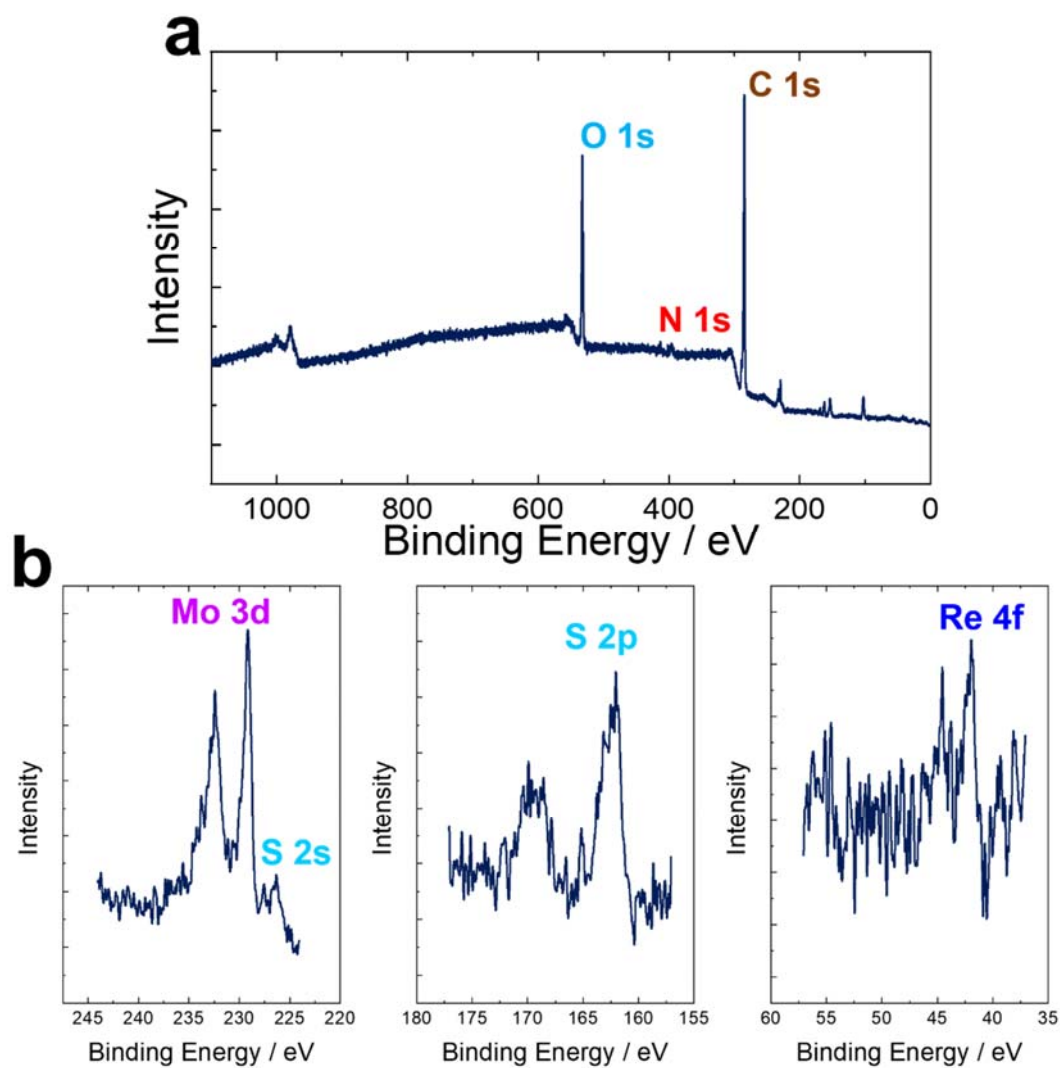 a
C 1s
O 1s
N 1s
Intensity
1000 800 600 400 200 0
Binding Energy / eV
b
Mo 3d
S 2s
Intensity
245 240 235 230 225 220
Binding Energy / eV
S 2p
Intensity
180 175 170 165 160 155
Binding Energy / eV
Re 4f
Intensity
60 55 50 45 40 35
Binding Energy / eV